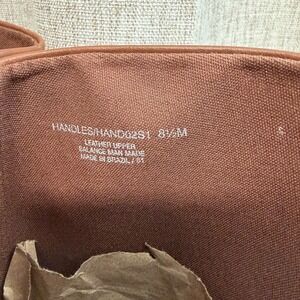 HANDLES/HAND02S1 8½M
LEATHER UPPER
BALANCE MAN MADE
MADE IN BRAZIL / 01